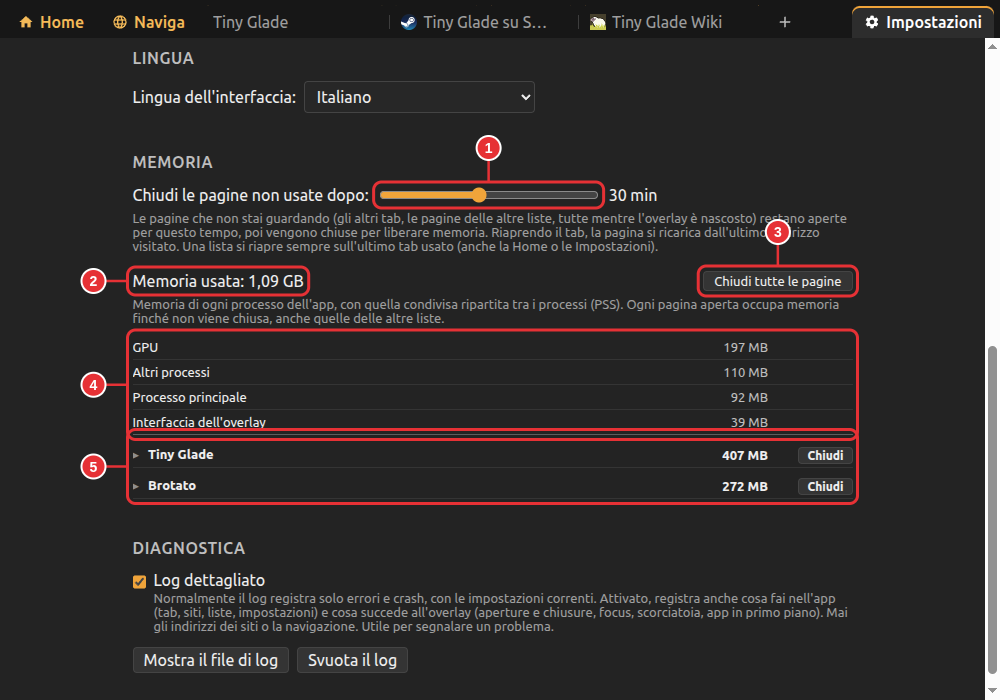 Home
Naviga
Tiny Glade
Tiny Glade su S...
Tiny Glade Wiki
+
Impostazioni
LINGUA
Lingua dell'interfaccia:
Italiano
MEMORIA
1
Chiudi le pagine non usate dopo:
30 min
Le pagine che non stai guardando (gli altri tab, le pagine delle altre liste, tutte mentre l'overlay è nascosto) restano aperte
per questo tempo, poi vengono chiuse per liberare memoria. Riaprendo il tab, la pagina si ricarica dall'ultimo
visitato. Una lista si riapre sempre sull'ultimo tab usato (anche la Home o le Impostazioni).
3
2
Memoria usata: 1,09 GB
Chiudi tutte le pagine
Memoria di ogni processo dell'app, con quella condivisa ripartita tra i processi (PSS). Ogni pagina aperta occupa memoria
finché non viene chiusa, anche quelle delle altre liste.
GPU
197 MB
Altri processi
110 MB
4
Processo principale
92 MB
Interfaccia dell'overlay
39 MB
5
Tiny Glade
407 MB
Chiudi
Brotato
272 MB
Chiudi
DIAGNOSTICA
Log dettagliato
Normalmente il log registra solo errori e crash, con le impostazioni correnti. Attivato, registra anche cosa fai nell'app
(tab, siti, liste, impostazioni) e cosa succede all'overlay (aperture e chiusure, focus, scorciatoia, app in primo piano). Mai
gli indirizzi dei siti o la navigazione. Utile per segnalare un problema.
Mostra il file di log
Svuota il log